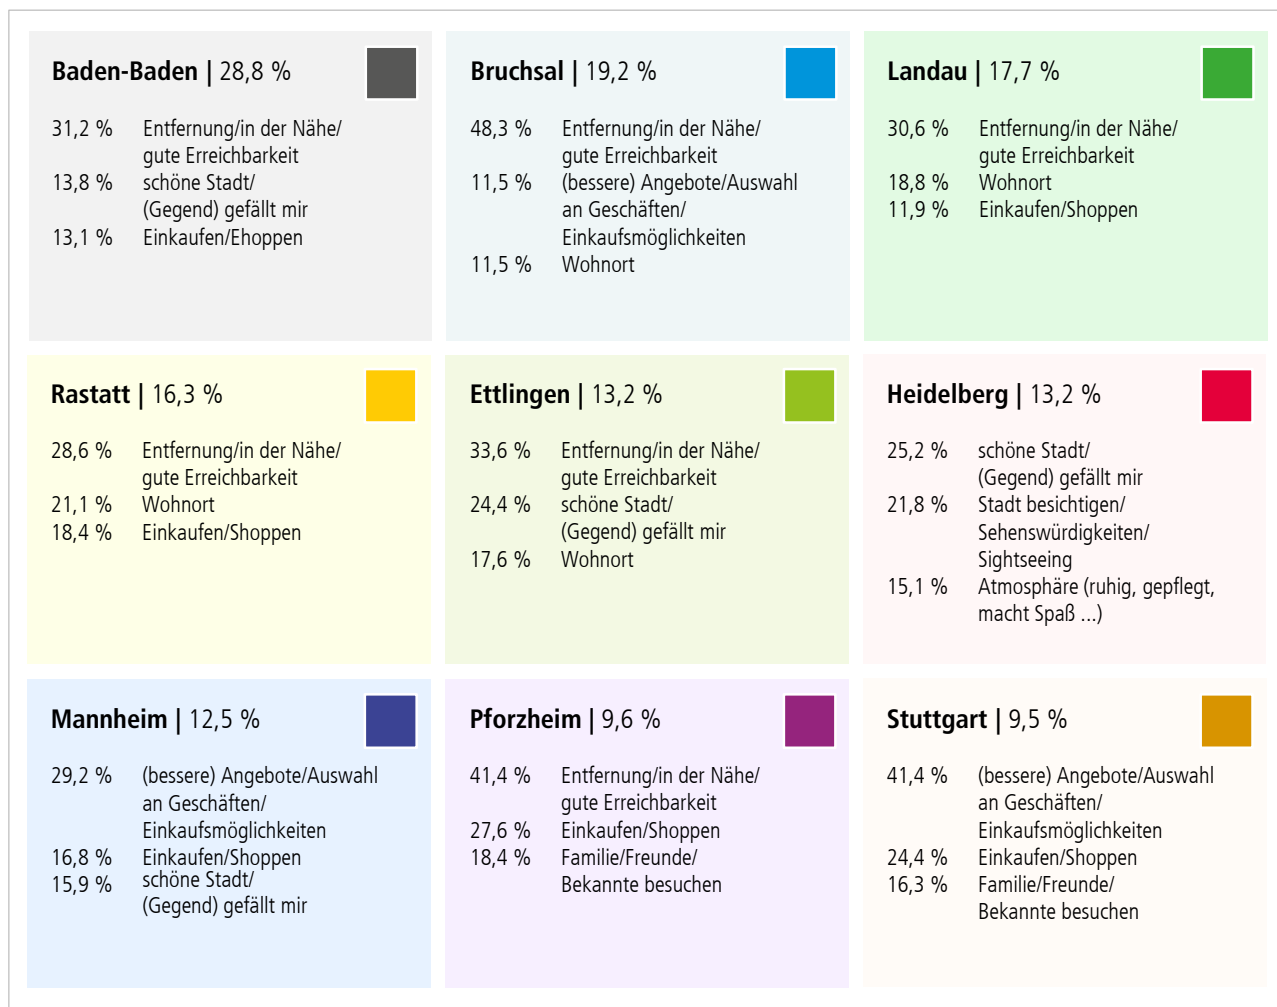 Baden-Baden | 28,8 %
31,2 % Entfernung/in der Nähe/
gute Erreichbarkeit
13,8 % schöne Stadt/
(Gegend) gefällt mir
13,1 % Einkaufen/Ehoppen
Bruchsal | 19,2 %
48,3 % Entfernung/in der Nähe/
gute Erreichbarkeit
11,5 % (bessere) Angebote/Auswahl
an Geschäften/
Einkaufsmöglichkeiten
11,5 % Wohnort
Landau | 17,7 %
30,6 % Entfernung/in der Nähe/
gute Erreichbarkeit
18,8 % Wohnort
11,9 % Einkaufen/Shoppen
Rastatt | 16,3 %
28,6 % Entfernung/in der Nähe/
gute Erreichbarkeit
21,1 % Wohnort
18,4 % Einkaufen/Shoppen
Ettlingen | 13,2 %
33,6 % Entfernung/in der Nähe/
gute Erreichbarkeit
24,4 % schöne Stadt/
(Gegend) gefällt mir
17,6 % Wohnort
Heidelberg | 13,2 %
25,2 % schöne Stadt/
(Gegend) gefällt mir
21,8 % Stadt besichtigen/
Sehenswürdigkeiten/
Sightseeing
15,1 % Atmosphäre (ruhig, gepflegt,
macht Spaß ...)
Mannheim | 12,5 %
29,2 % (bessere) Angebote/Auswahl
an Geschäften/
Einkaufsmöglichkeiten
16,8 % Einkaufen/Shoppen
15,9 % schöne Stadt/
(Gegend) gefällt mir
Pforzheim | 9,6 %
41,4 % Entfernung/in der Nähe/
gute Erreichbarkeit
27,6 % Einkaufen/Shoppen
18,4 % Familie/Freunde/
Bekannte besuchen
Stuttgart | 9,5 %
41,4 % (bessere) Angebote/Auswahl
an Geschäften/
Einkaufsmöglichkeiten
24,4 % Einkaufen/Shoppen
16,3 % Familie/Freunde/
Bekannte besuchen